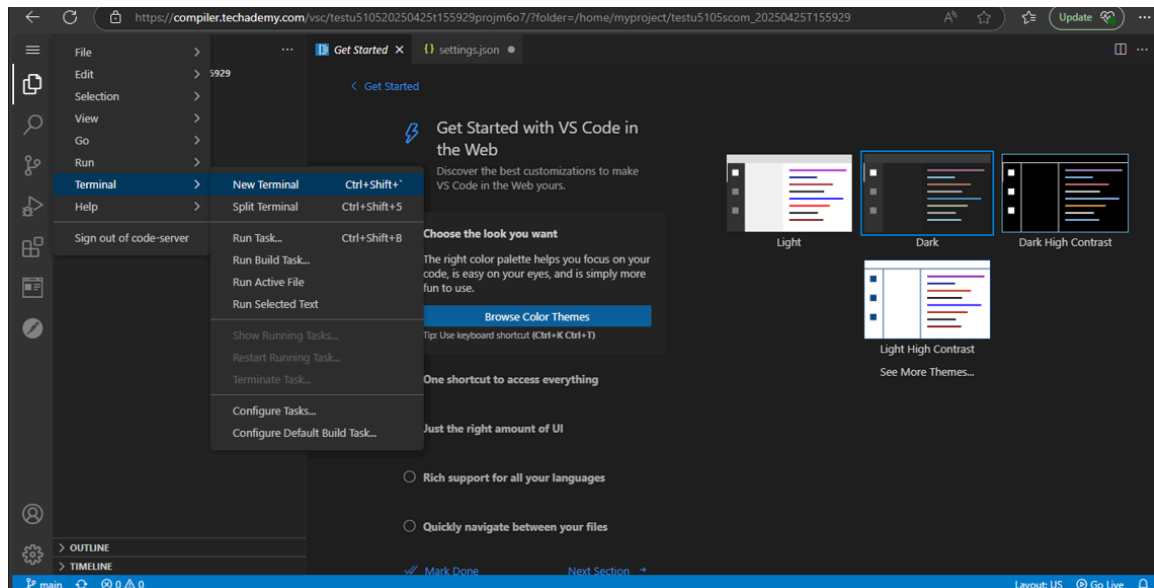 https://compiler.techademy.com/vsc/testu510520250425t155929projm6o7/?folder=/home/myproject/testu5105scom_20250425T155929
Update
File
Edit
Selection
View
Go
Run
Terminal
Help
Sign out of code-server
5929
New Terminal Ctrl+Shift+`
Split Terminal Ctrl+Shift+5
Run Task... Ctrl+Shift+B
Run Build Task...
Run Active File
Run Selected Text
Show Running Tasks...
Restart Running Task...
Terminate Task...
Configure Tasks...
Configure Default Build Task...
Get Started
{} settings.json
< Get Started
Get Started with VS Code in
the Web
Discover the best customizations to make
VS Code in the Web yours.
Choose the look you want
The right color palette helps you focus on your
code, is easy on your eyes, and is simply more
fun to use.
Browse Color Themes
Tip: Use keyboard shortcut (Ctrl+K Ctrl+T)
One shortcut to access everything
Just the right amount of UI
Rich support for all your languages
Quickly navigate between your files
Mark Done
Next Section →
Light
Dark
Dark High Contrast
Light High Contrast
See More Themes...
OUTLINE
TIMELINE
main 0 0
Layout: US Go Live